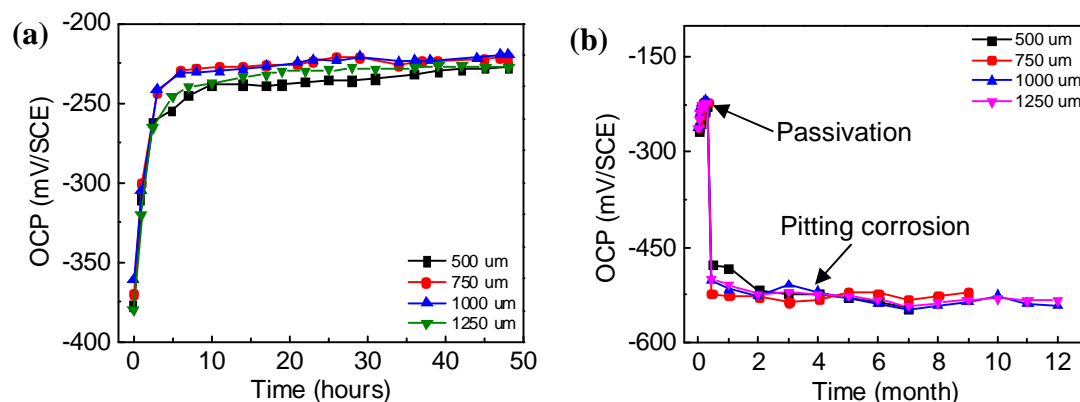 (a)
OCP (mV/SCE)
-200
-250
-300
-350
-400
0 10 20 30 40 50
Time (hours)
500 um
750 um
1000 um
1250 um
(b)
OCP (mV/SCE)
-150
-300
-450
-600
0 2 4 6 8 10 12
Time (month)
500 um
750 um
1000 um
1250 um
Passivation
Pitting corrosion